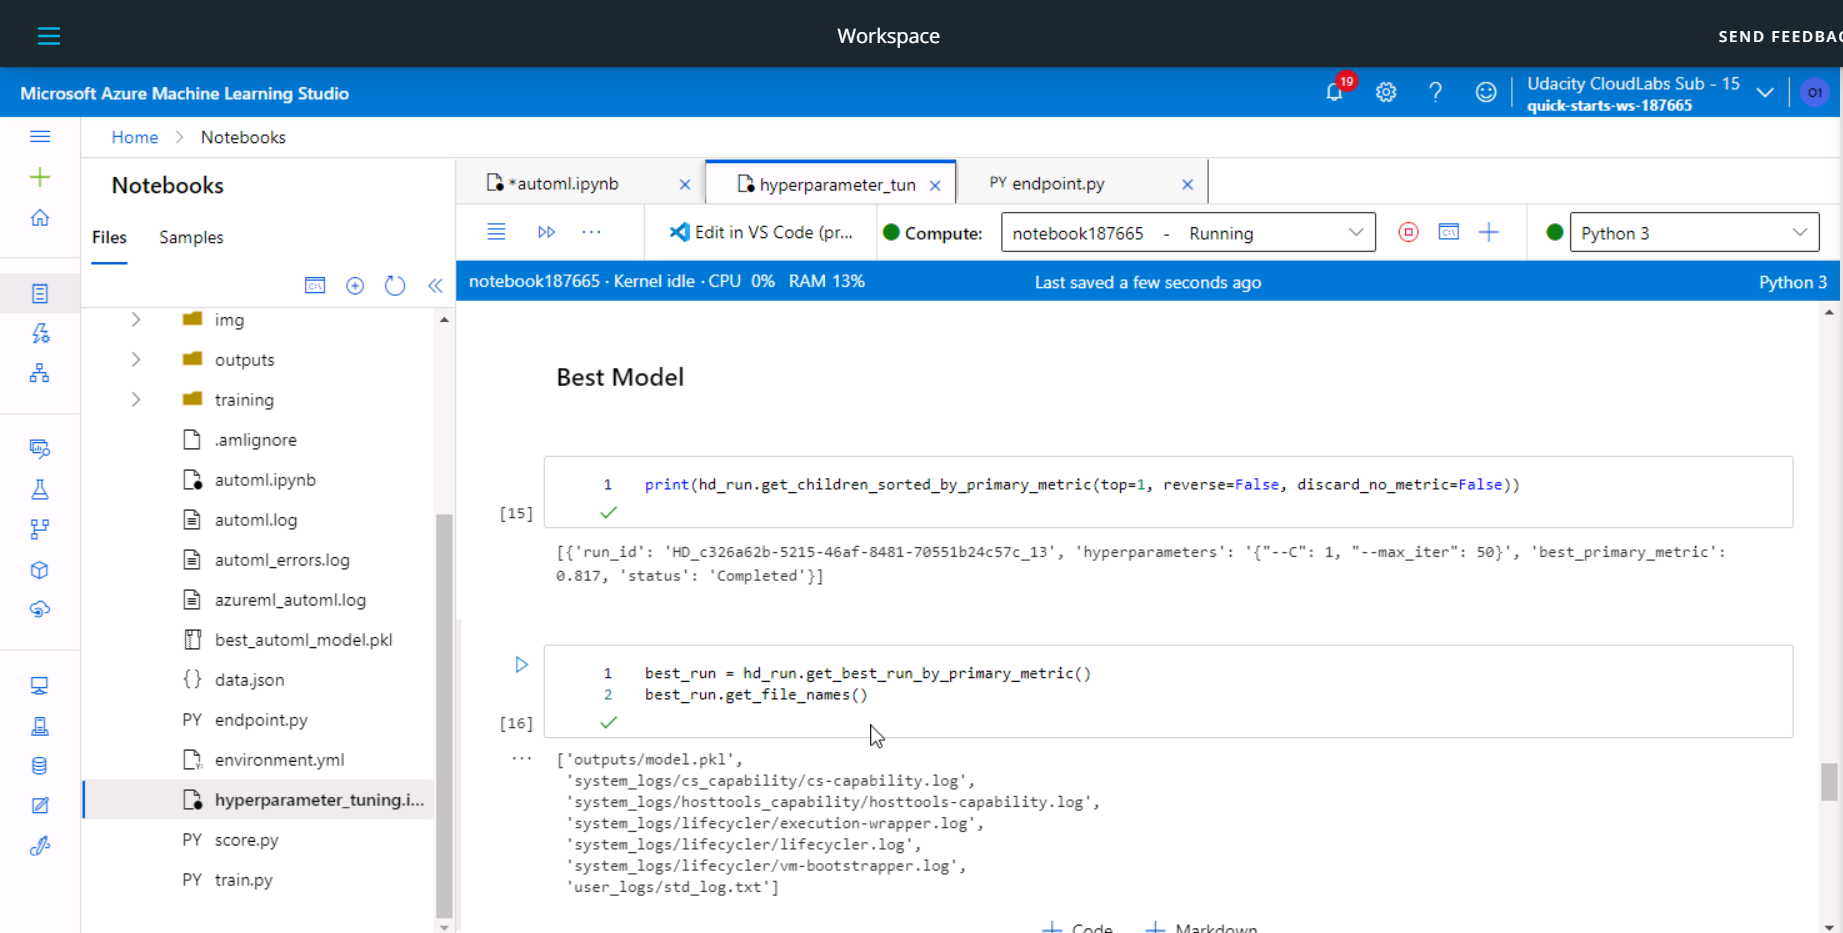 Workspace
SEND FEEDBAC
Microsoft Azure Machine Learning Studio
19
Udacity CloudLabs Sub - 15
quick-starts-ws-187665
O1
Home > Notebooks
Notebooks
Files Samples
img
outputs
training
.amlignore
automl.ipynb
automl.log
automl_errors.log
azureml_automl.log
best_automl_model.pkl
{} data.json
PY endpoint.py
environment.yml
hyperparameter_tuning.i...
PY score.py
PY train.py
*automl.ipynb
hyperparameter_tun
PY endpoint.py
Edit in VS Code (pr...
Compute:
notebook187665 - Running
Python 3
notebook187665 · Kernel idle · CPU 0% RAM 13%
Last saved a few seconds ago
Python 3
Best Model
1 print(hd_run.get_children_sorted_by_primary_metric(top=1, reverse=False, discard_no_metric=False))
[15]
[{'run_id': 'HD_c326a62b-5215-46af-8481-70551b24c57c_13', 'hyperparameters': '{"--C": 1, "--max_iter": 50}', 'best_primary_metric':
0.817, 'status': 'Completed'}]
1 best_run = hd_run.get_best_run_by_primary_metric()
2 best_run.get_file_names()
[16]
... ['outputs/model.pkl',
'system_logs/cs_capability/cs-capability.log',
'system_logs/hosttools_capability/hosttools-capability.log',
'system_logs/lifecycler/execution-wrapper.log',
'system_logs/lifecycler/lifecycler.log',
'system_logs/lifecycler/vm-bootstrapper.log',
'user_logs/std_log.txt']
+ Code + Markdown